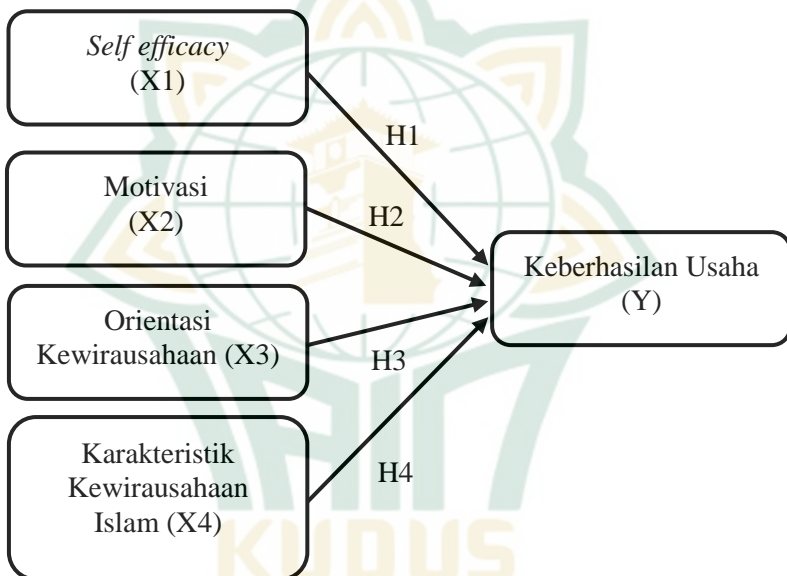 Self efficacy
(X1)
H1
Motivasi
(X2)
H2
Keberhasilan Usaha
(Y)
Orientasi
Kewirausahaan (X3)
H3
Karakteristik
Kewirausahaan
Islam (X4)
H4
IAIN
KUDUS